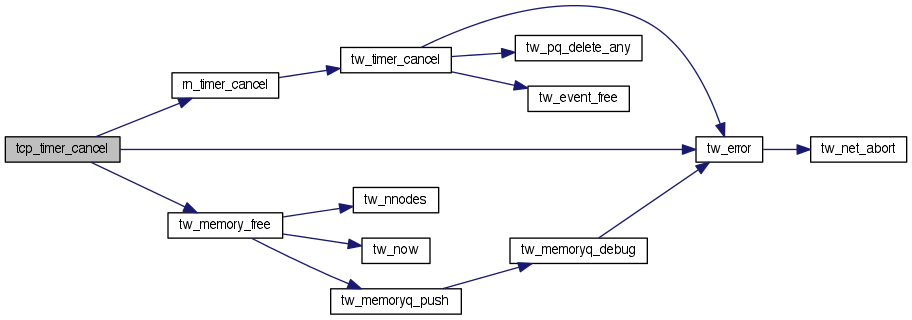 tcp_timer_cancel
rn_timer_cancel
tw_timer_cancel
tw_pq_delete_any
tw_event_free
tw_error
tw_net_abort
tw_memory_free
tw_nnodes
tw_now
tw_memoryq_push
tw_memoryq_debug